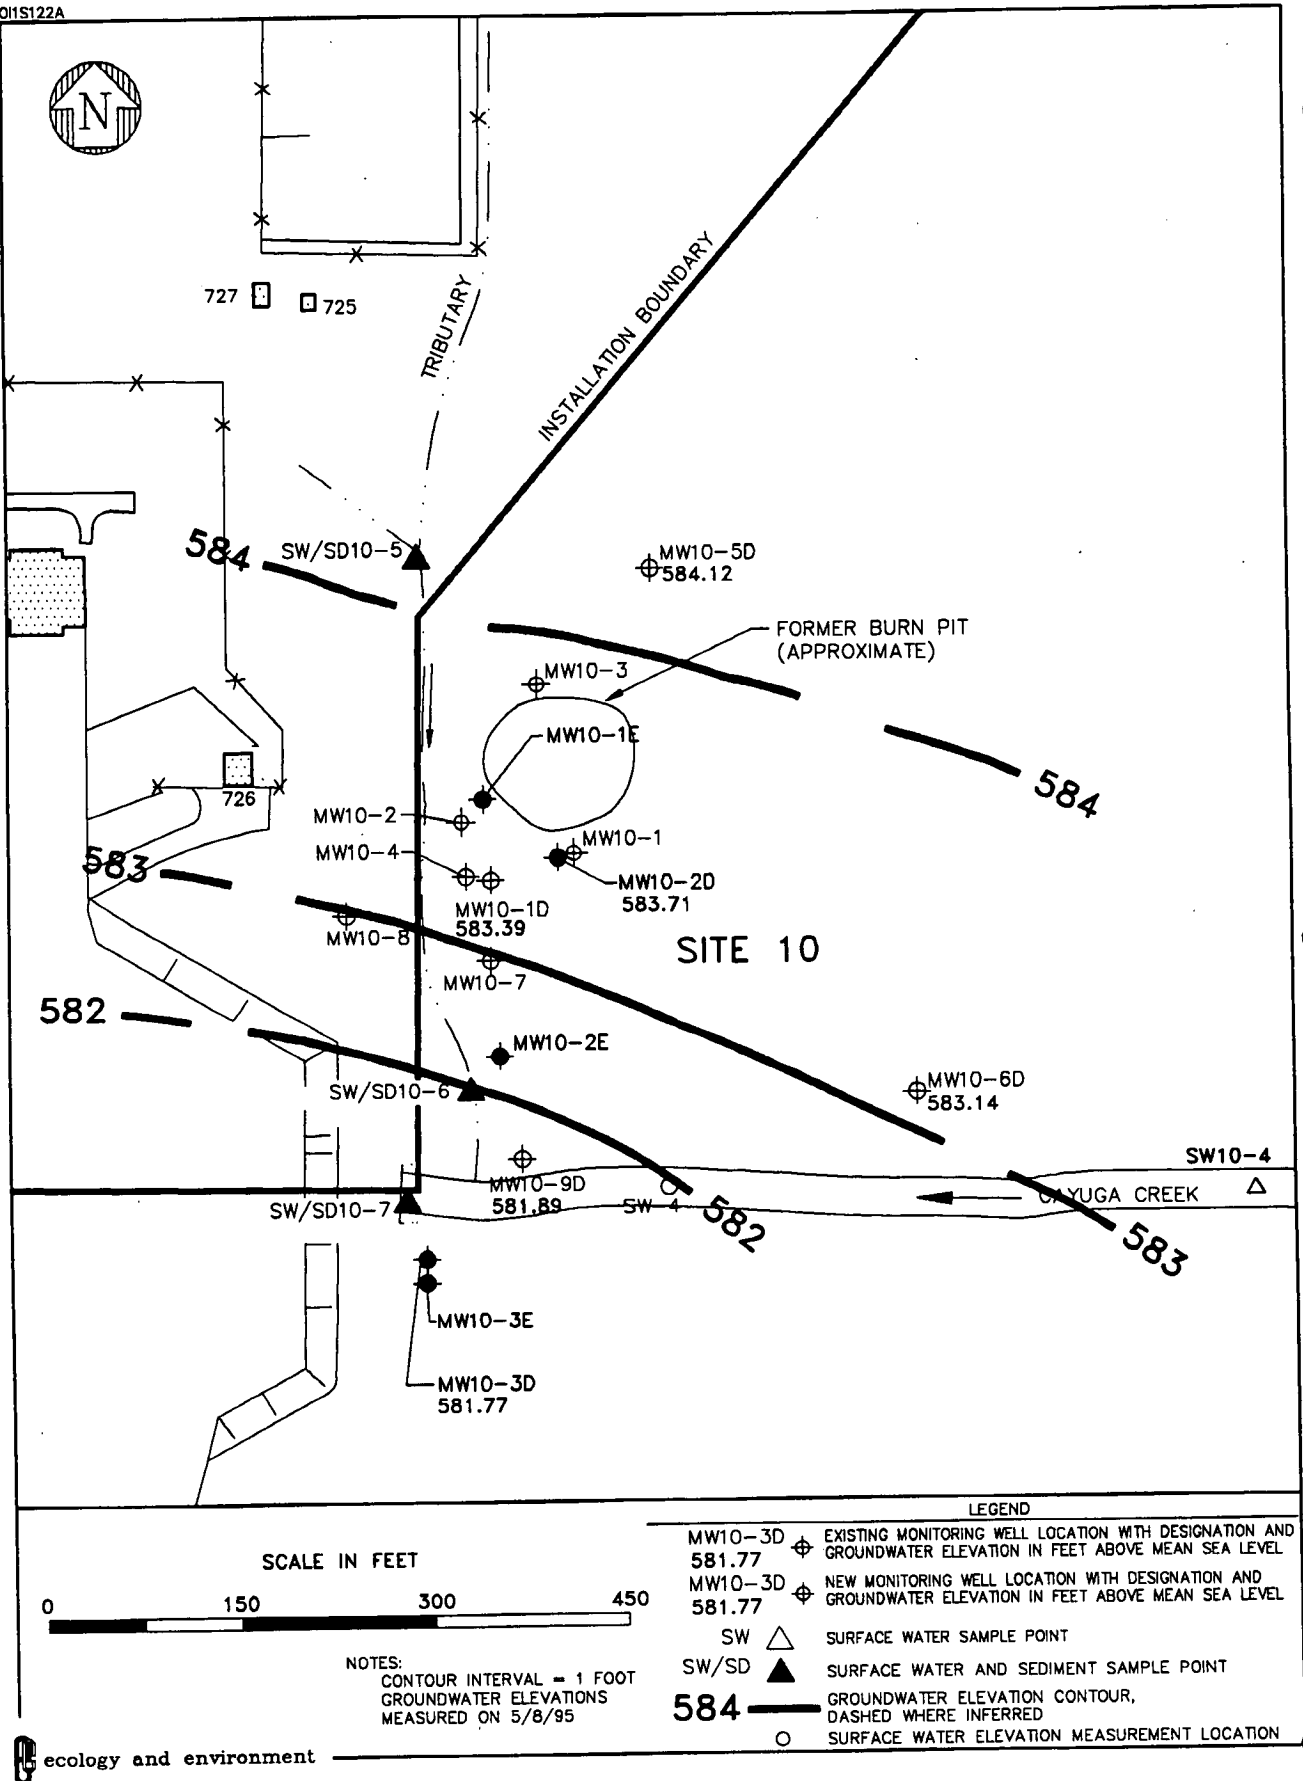 OI1S122A
N
TRIBUTARY
INSTALLATION BOUNDARY
727
725
584
SW/SD10-5
MW10-5D
584.12
FORMER BURN PIT
(APPROXIMATE)
MW10-3
MW10-1E
584
726
MW10-2
MW10-4
MW10-1
583
MW10-2D
583.71
MW10-1D
583.39
MW10-8
SITE 10
MW10-7
582
MW10-2E
SW/SD10-6
MW10-6D
583.14
SW10-4
MW10-9D
581.89
SW-4
CAYUGA CREEK
SW/SD10-7
582
583
MW10-3E
MW10-3D
581.77
SCALE IN FEET
0 150 300 450
NOTES:
CONTOUR INTERVAL = 1 FOOT
GROUNDWATER ELEVATIONS
MEASURED ON 5/8/95
LEGEND
MW10-3D EXISTING MONITORING WELL LOCATION WITH DESIGNATION AND
581.77 GROUNDWATER ELEVATION IN FEET ABOVE MEAN SEA LEVEL
MW10-3D NEW MONITORING WELL LOCATION WITH DESIGNATION AND
581.77 GROUNDWATER ELEVATION IN FEET ABOVE MEAN SEA LEVEL
SW SURFACE WATER SAMPLE POINT
SW/SD SURFACE WATER AND SEDIMENT SAMPLE POINT
584 GROUNDWATER ELEVATION CONTOUR,
DASHED WHERE INFERRED
SURFACE WATER ELEVATION MEASUREMENT LOCATION
ecology and environment